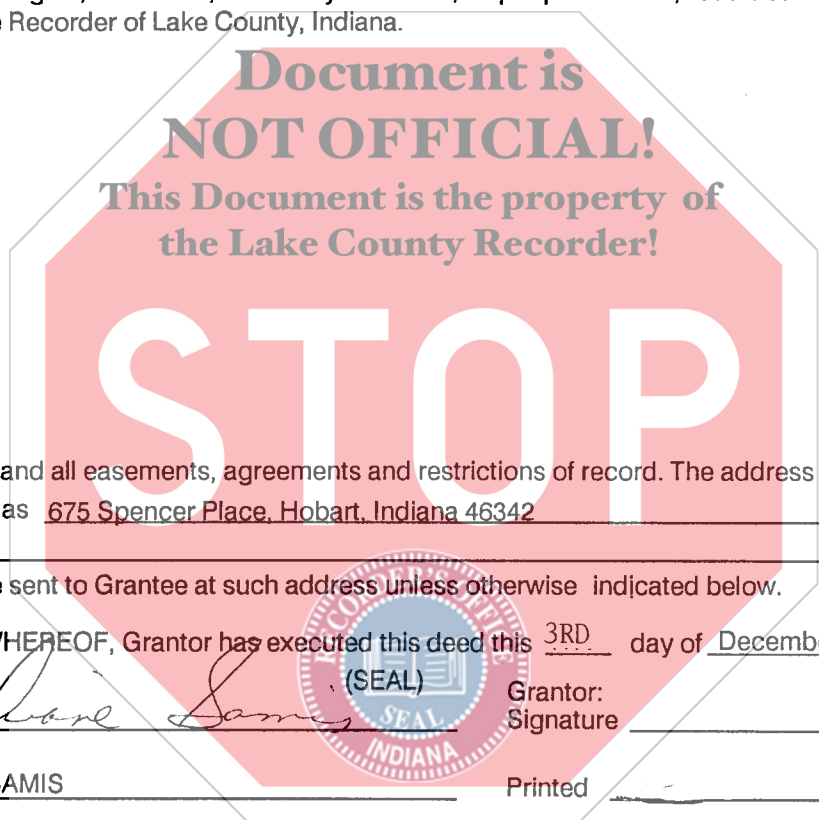 Recorder of Lake County, Indiana.
Document is
NOT OFFICIAL!
This Document is the property of
the Lake County Recorder!
STOP
and all easements, agreements and restrictions of record. The address
as 675 Spencer Place, Hobart, Indiana 46342
sent to Grantee at such address unless otherwise indicated below.
WHEREOF, Grantor has executed this deed this 3RD day of Decemb
(SEAL)
Grantor:
Signature
RECORDER'S OFFICE
SEAL
INDIANA
AMIS
Printed